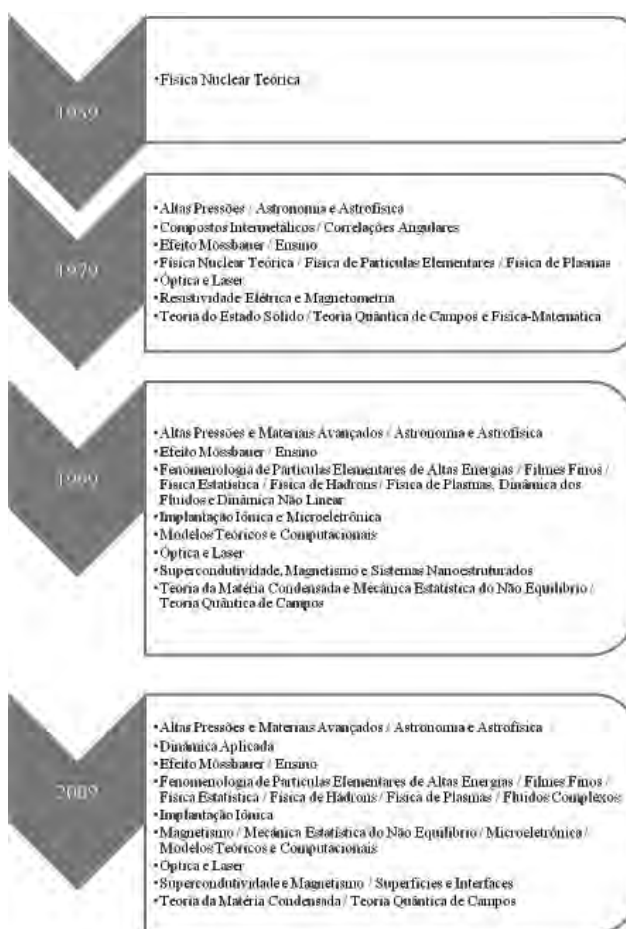 1959
•Física Nuclear Teórica
1979
•Altas Pressões / Astronomia e Astrofísica
•Compostos Intermetálicos / Correlações Angulares
•Efeito Mössbauer / Ensino
•Física Nuclear Teórica / Física de Partículas Elementares / Física de Plasmas
•Óptica e Laser
•Resistividade Elétrica e Magnetometria
•Teoria do Estado Sólido / Teoria Quântica de Campos e Física-Matemática
1999
•Altas Pressões e Materiais Avançados / Astronomia e Astrofísica
•Efeito Mössbauer / Ensino
•Fenomenologia de Partículas Elementares de Altas Energias / Filmes Finos /
Física Estatística / Física de Hádrons / Física de Plasmas, Dinâmica dos
Fluidos e Dinâmica Não Linear
•Implantação Iônica e Microeletrônica
•Modelos Teóricos e Computacionais
•Óptica e Laser
•Supercondutividade, Magnetismo e Sistemas Nanoestruturados
•Teoria da Matéria Condensada e Mecânica Estatística do Não Equilíbrio /
Teoria Quântica de Campos
2009
•Altas Pressões e Materiais Avançados / Astronomia e Astrofísica
•Dinâmica Aplicada
•Efeito Mössbauer / Ensino
•Fenomenologia de Partículas Elementares de Altas Energias / Filmes Finos /
Física Estatística / Física de Hádrons / Física de Plasmas / Fluidos Complexos
•Implantação Iônica
•Magnetismo / Mecânica Estatística do Não Equilíbrio / Microeletrônica /
Modelos Teóricos e Computacionais
•Óptica e Laser
•Supercondutividade e Magnetismo / Superfícies e Interfaces
•Teoria da Matéria Condensada / Teoria Quântica de Campos